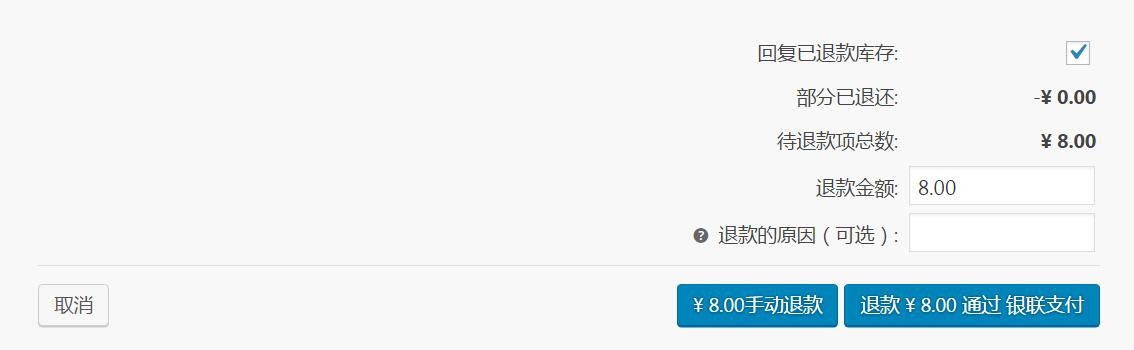 回复已退款库存:
部分已退还: -¥ 0.00
待退款项总数: ¥ 8.00
退款金额: 8.00
? 退款的原因（可选）:
取消 ¥ 8.00手动退款 退款 ¥ 8.00 通过 银联支付